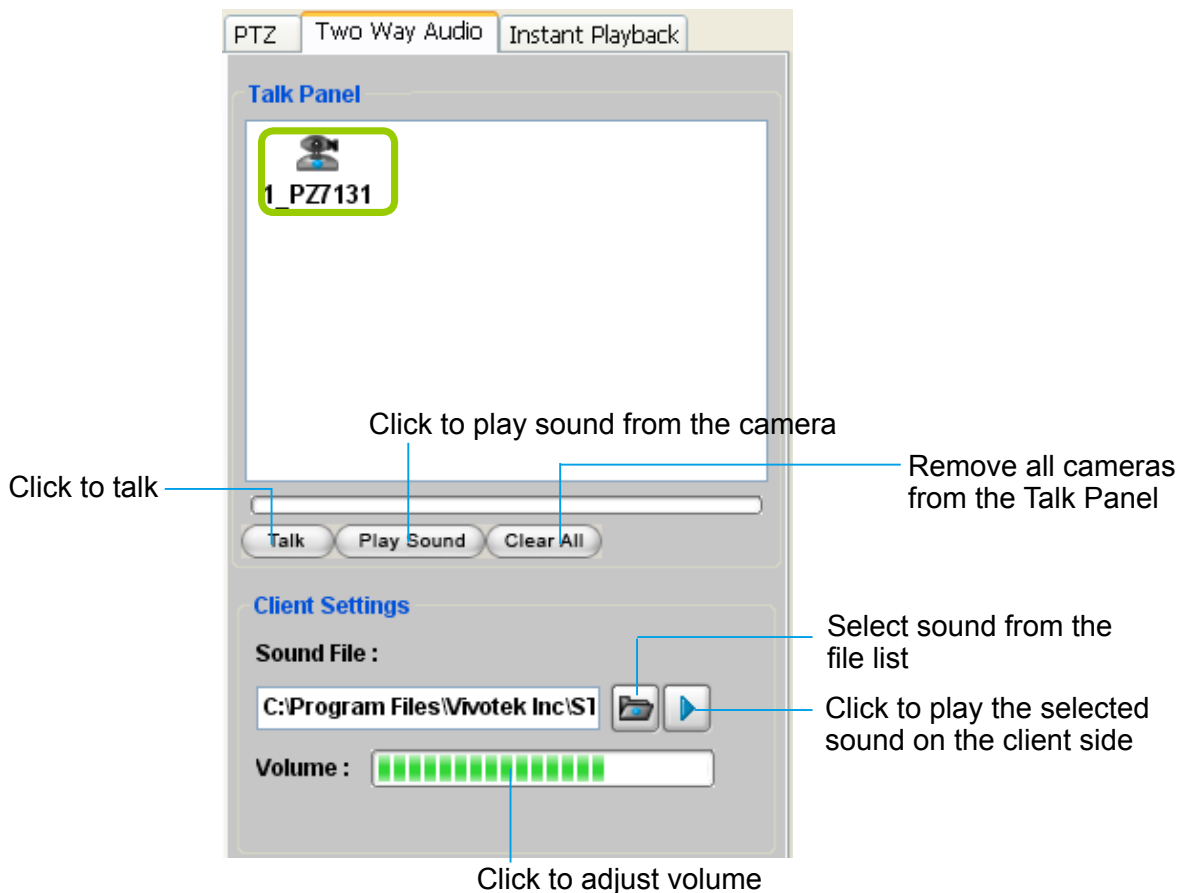 PTZ Two Way Audio Instant Playback
Talk Panel
1_PZ7131
Click to play sound from the camera
Click to talk
Remove all cameras
from the Talk Panel
Talk Play Sound Clear All
Client Settings
Sound File :
Select sound from the
file list
C:\Program Files\Vivotek Inc\ST
Click to play the selected
sound on the client side
Volume :
Click to adjust volume